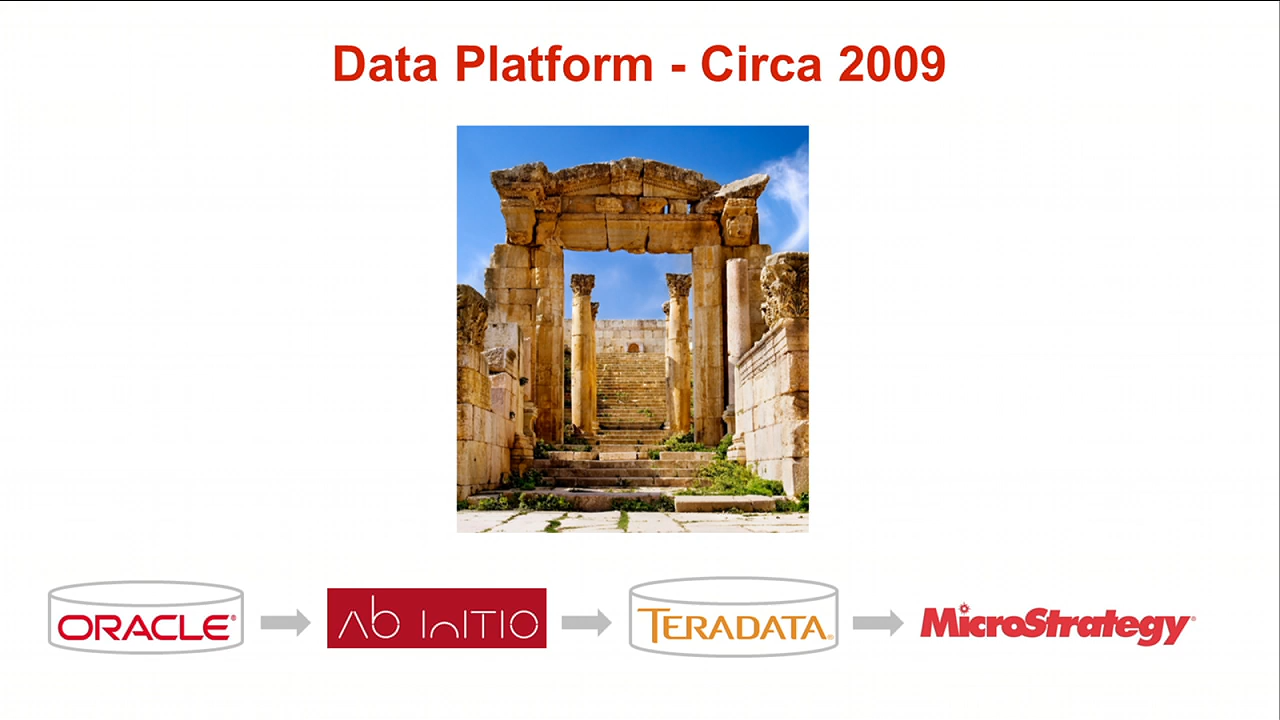 Data Platform - Circa 2009
ORACLE®
Ab InITIO
TERADATA®
MicroStrategy®